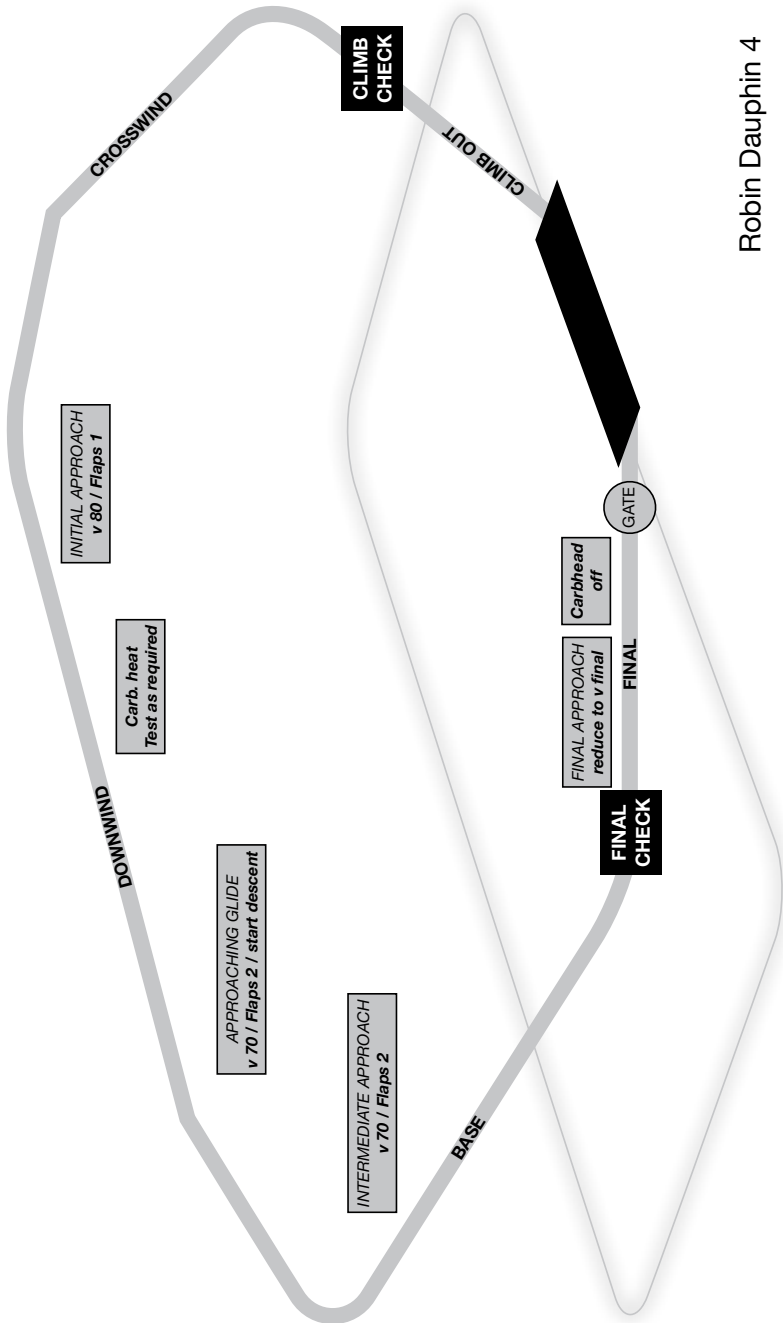 CLIMB
CHECK
CLIMB OUT
CROSSWIND
INITIAL APPROACH
v 80 / Flaps 1
Carb. heat
Test as required
DOWNWIND
APPROACHING GLIDE
v 70 / Flaps 2 / start descent
INTERMEDIATE APPROACH
v 70 / Flaps 2
BASE
FINAL
CHECK
FINAL APPROACH
reduce to v final
FINAL
Carbhead
off
GATE
Robin Dauphin 4